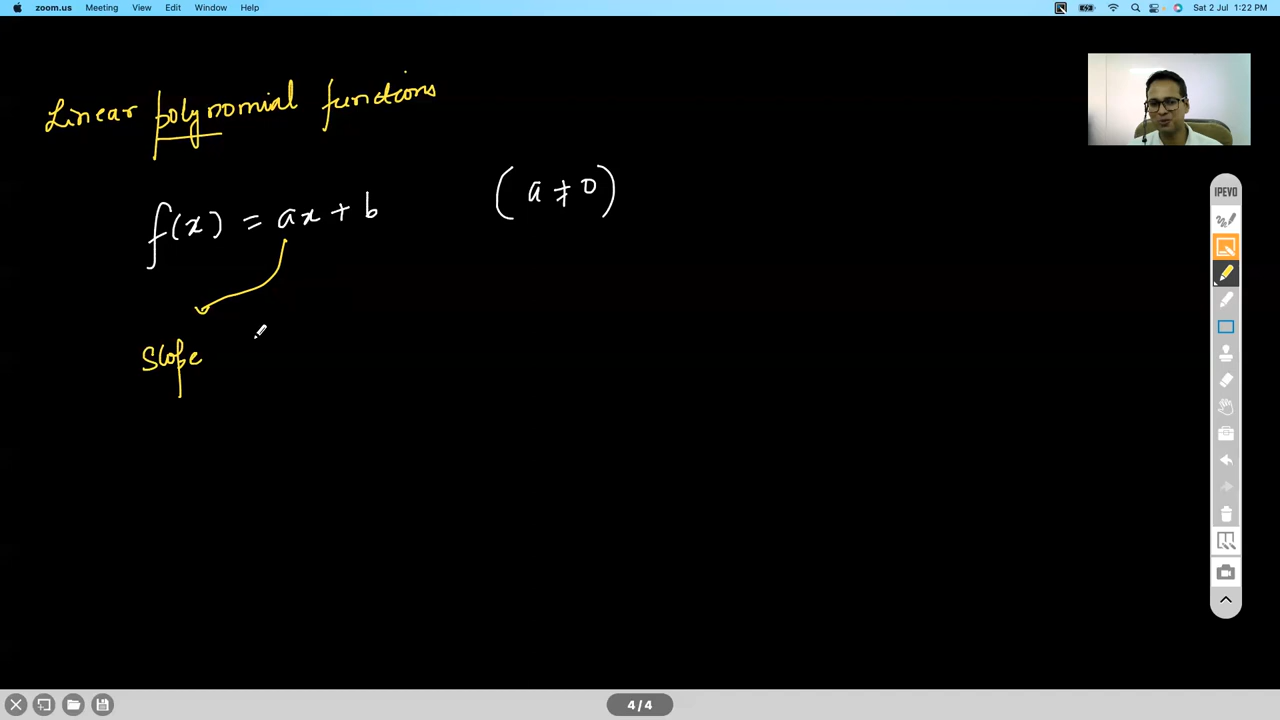 zoom.us Meeting View Edit Window Help Sat 2 Jul 1:22 PM
Linear polynomial functions
f(x) = ax + b (a ≠ 0)
IPEVO
Slope
4/4